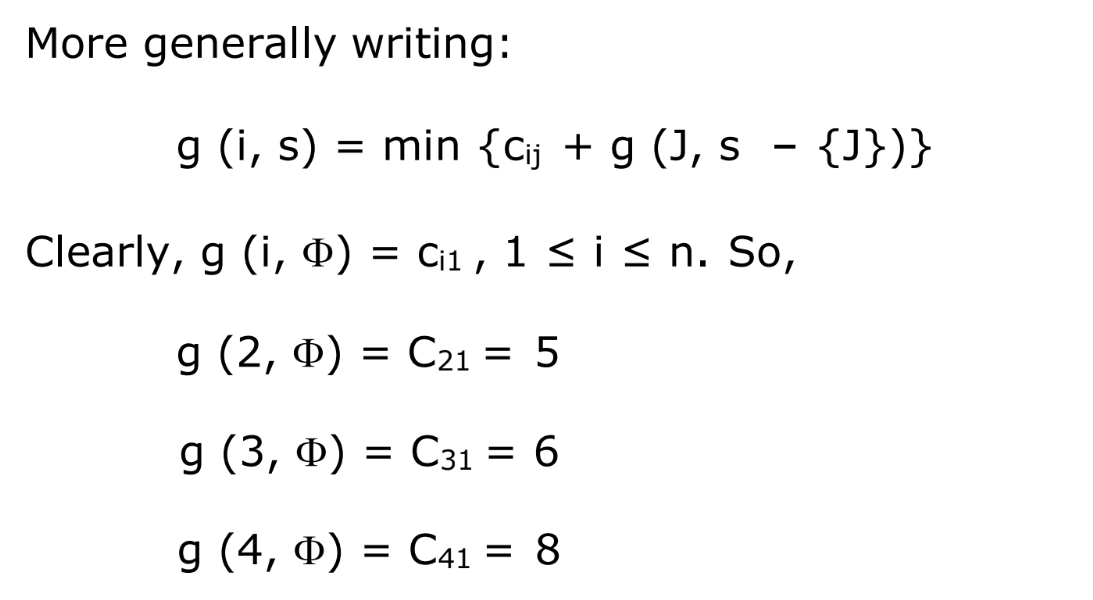 More generally writing:
g (i, s) = min {cij + g (J, s – {J})}
Clearly, g (i, Φ) = ci1 , 1 ≤ i ≤ n. So,
g (2, Φ) = C21 = 5
g (3, Φ) = C31 = 6
g (4, Φ) = C41 = 8